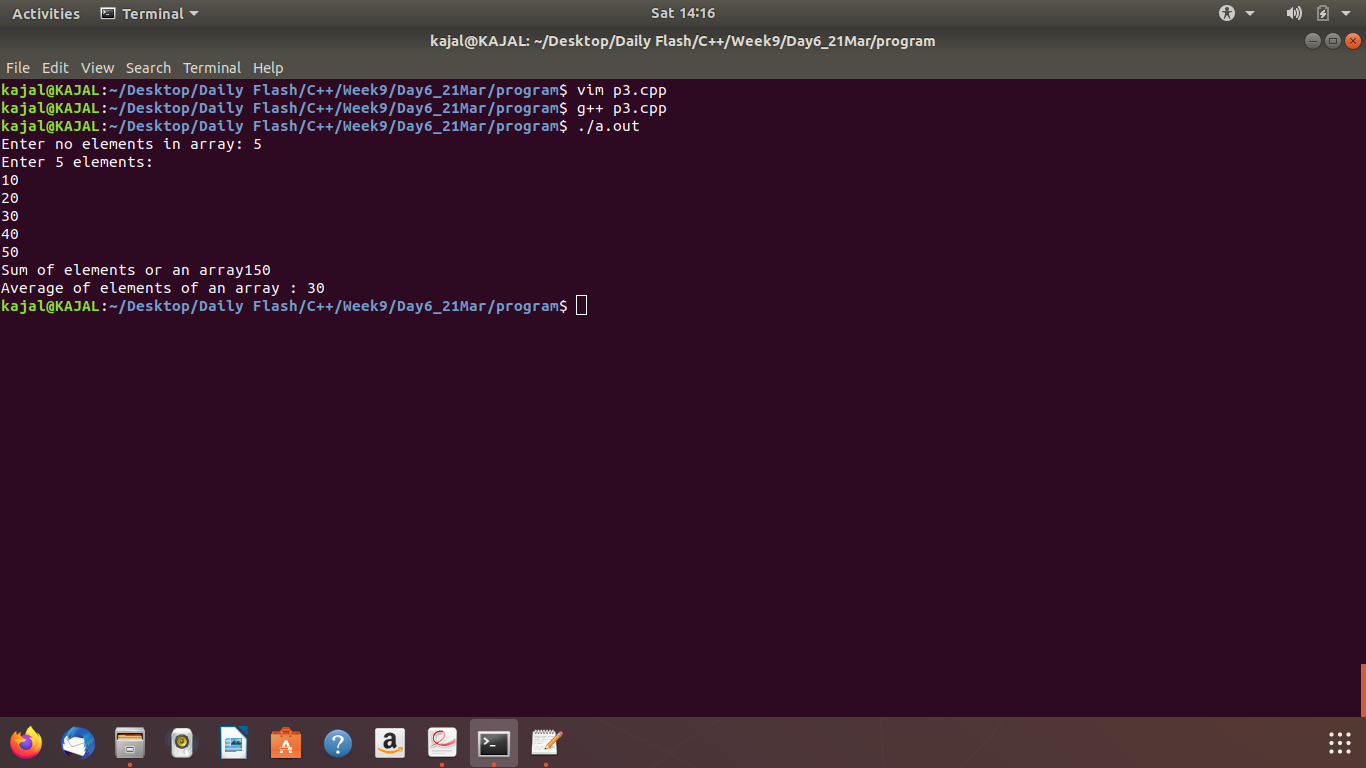 Activities Terminal Sat 14:16
kajal@KAJAL: ~/Desktop/Daily Flash/C++/Week9/Day6_21Mar/program
File Edit View Search Terminal Help
kajal@KAJAL:~/Desktop/Daily Flash/C++/Week9/Day6_21Mar/program$ vim p3.cpp
kajal@KAJAL:~/Desktop/Daily Flash/C++/Week9/Day6_21Mar/program$ g++ p3.cpp
kajal@KAJAL:~/Desktop/Daily Flash/C++/Week9/Day6_21Mar/program$ ./a.out
Enter no elements in array: 5
Enter 5 elements:
10
20
30
40
50
Sum of elements or an array150
Average of elements of an array : 30
kajal@KAJAL:~/Desktop/Daily Flash/C++/Week9/Day6_21Mar/program$